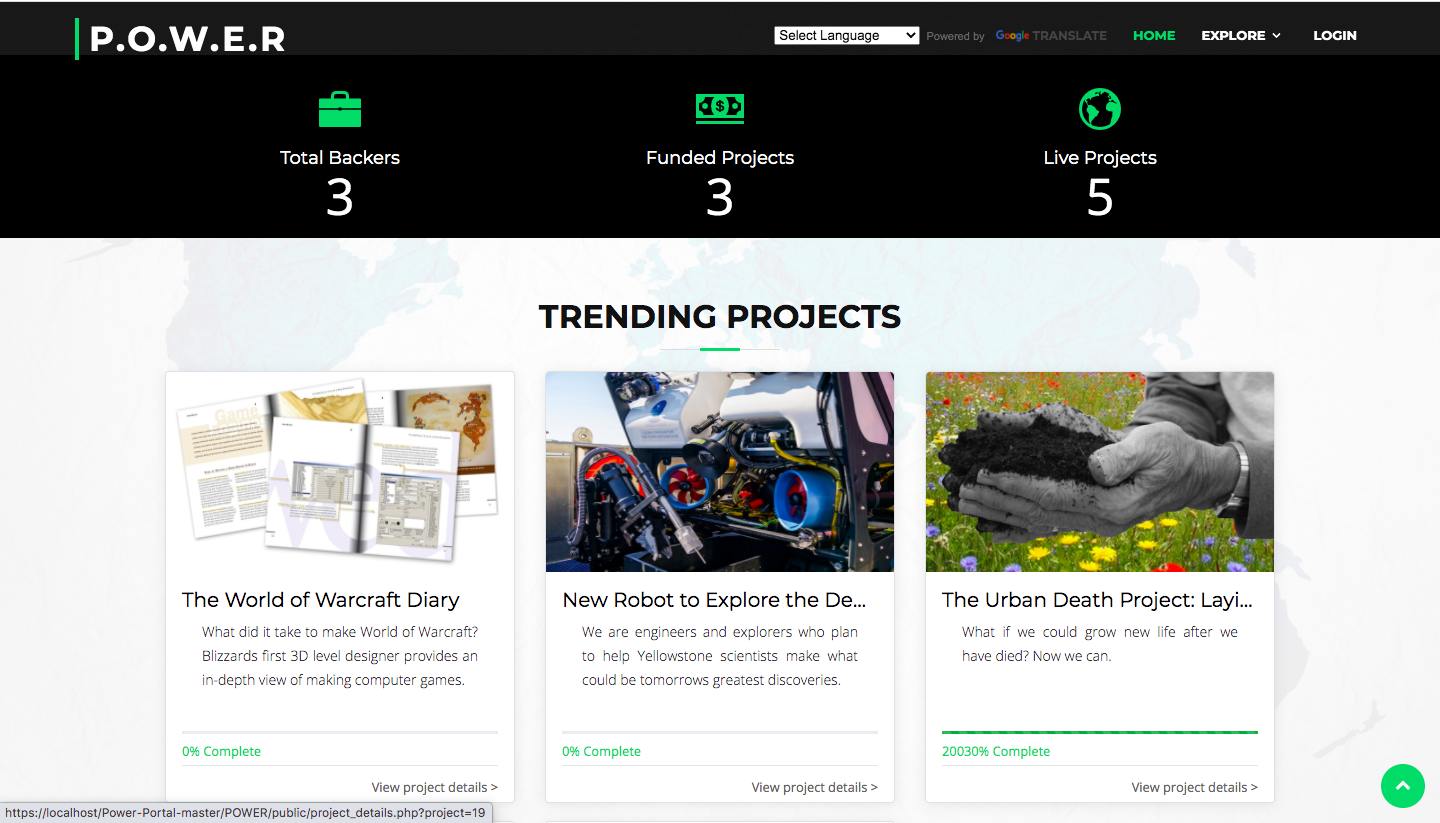 P.O.W.E.R
Select Language
Powered by Google TRANSLATE
HOME
EXPLORE
LOGIN
Total Backers
3
Funded Projects
3
Live Projects
5
TRENDING PROJECTS
Game
The World of Warcraft Diary
What did it take to make World of Warcraft?
Blizzards first 3D level designer provides an
in-depth view of making computer games.
0% Complete
View project details >
New Robot to Explore the De...
We are engineers and explorers who plan
to help Yellowstone scientists make what
could be tomorrows greatest discoveries.
0% Complete
View project details >
The Urban Death Project: Layi...
What if we could grow new life after we
have died? Now we can.
20030% Complete
View project details >
https://localhost/Power-Portal-master/POWER/public/project_details.php?project=19